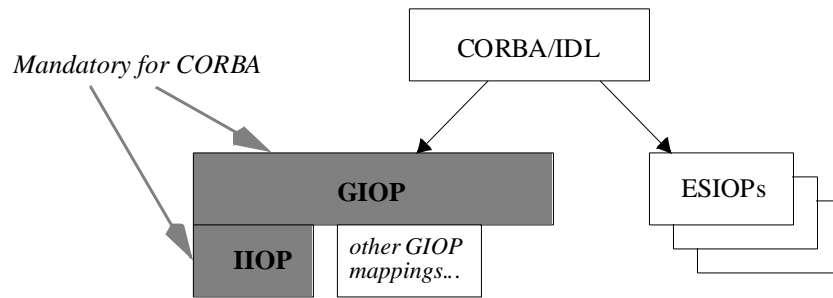 CORBA/IDL
Mandatory for CORBA
GIOP
ESIOPs
IIOP
other GIOP
mappings...